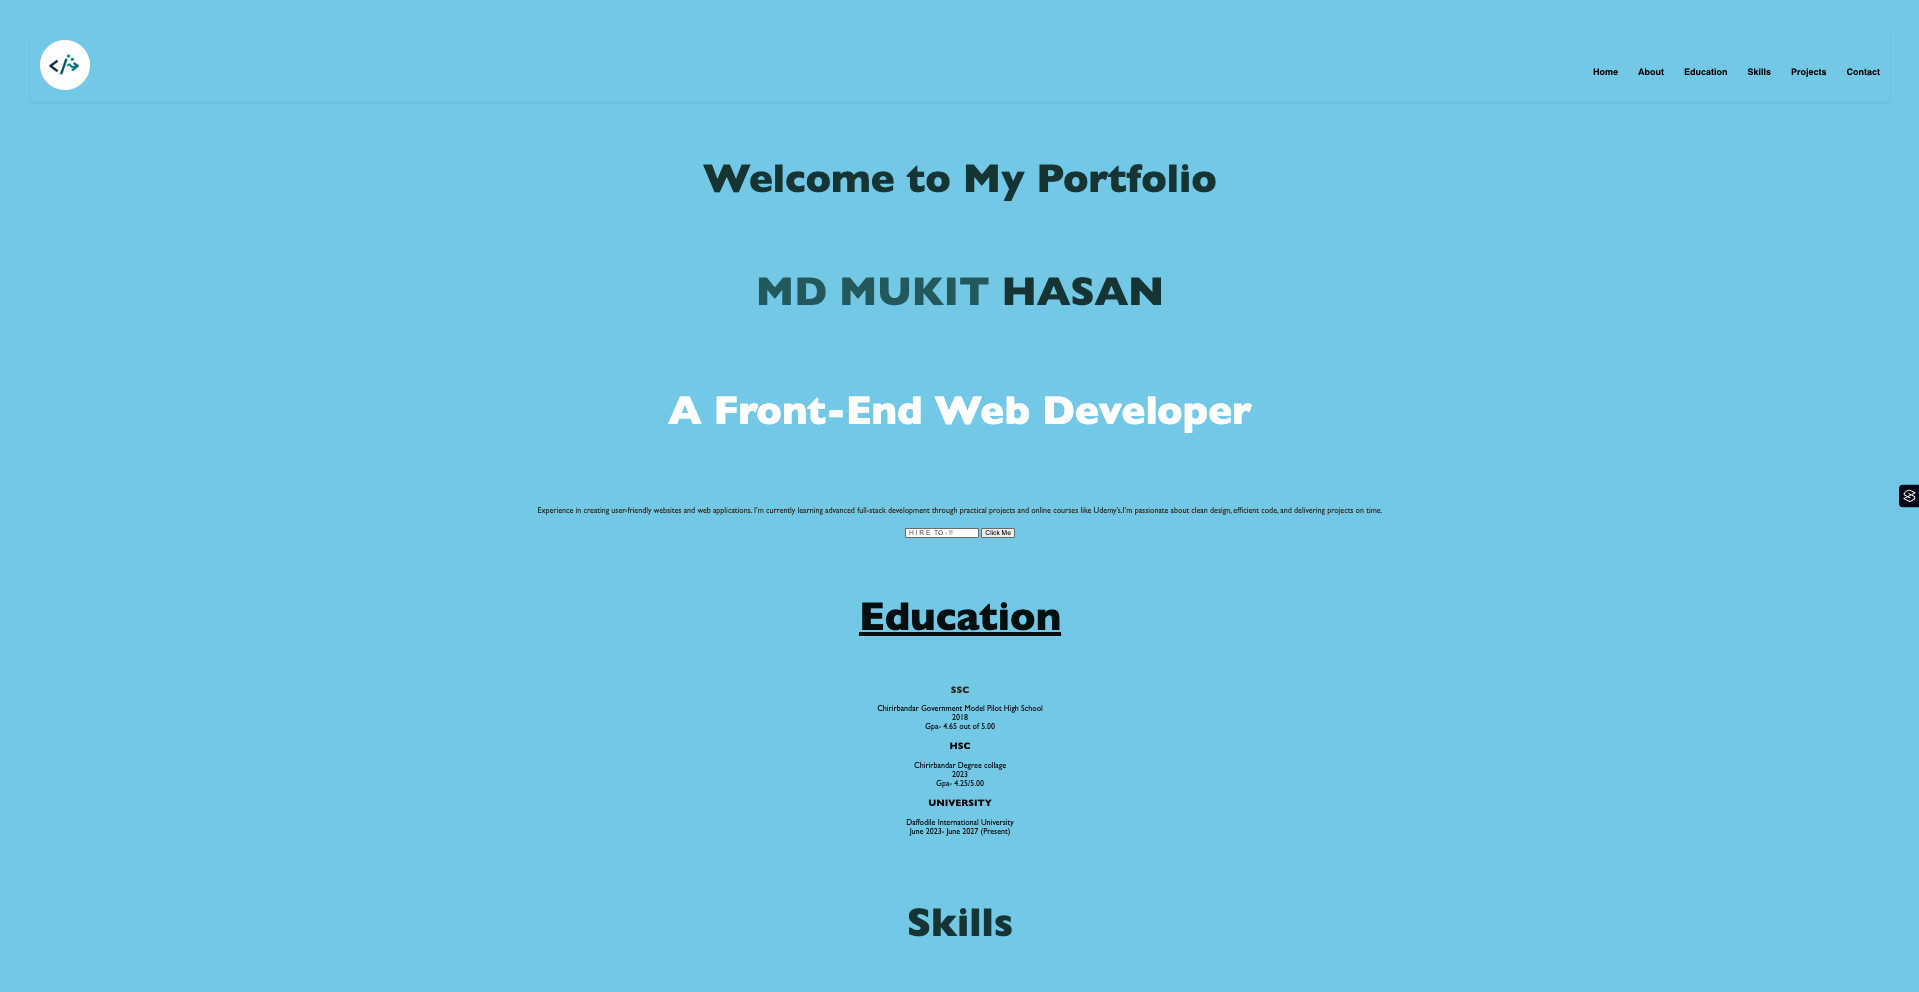 </>
Home About Education Skills Projects Contact
Welcome to My Portfolio
MD MUKIT HASAN
A Front-End Web Developer
Experience in creating user-friendly websites and web applications. I'm currently learning advanced full-stack development through practical projects and online courses like Udemy's.I'm passionate about clean design, efficient code, and delivering projects on time.
H I R E TO - !! Click Me
Education
SSC
Chirirbandar Government Model Pilot High School
2018
Gpa- 4.65 out of 5.00
HSC
Chirirbandar Degree collage
2023
Gpa- 4.25/5.00
UNIVERSITY
Daffodile International University
June 2023- June 2027 (Present)
Skills